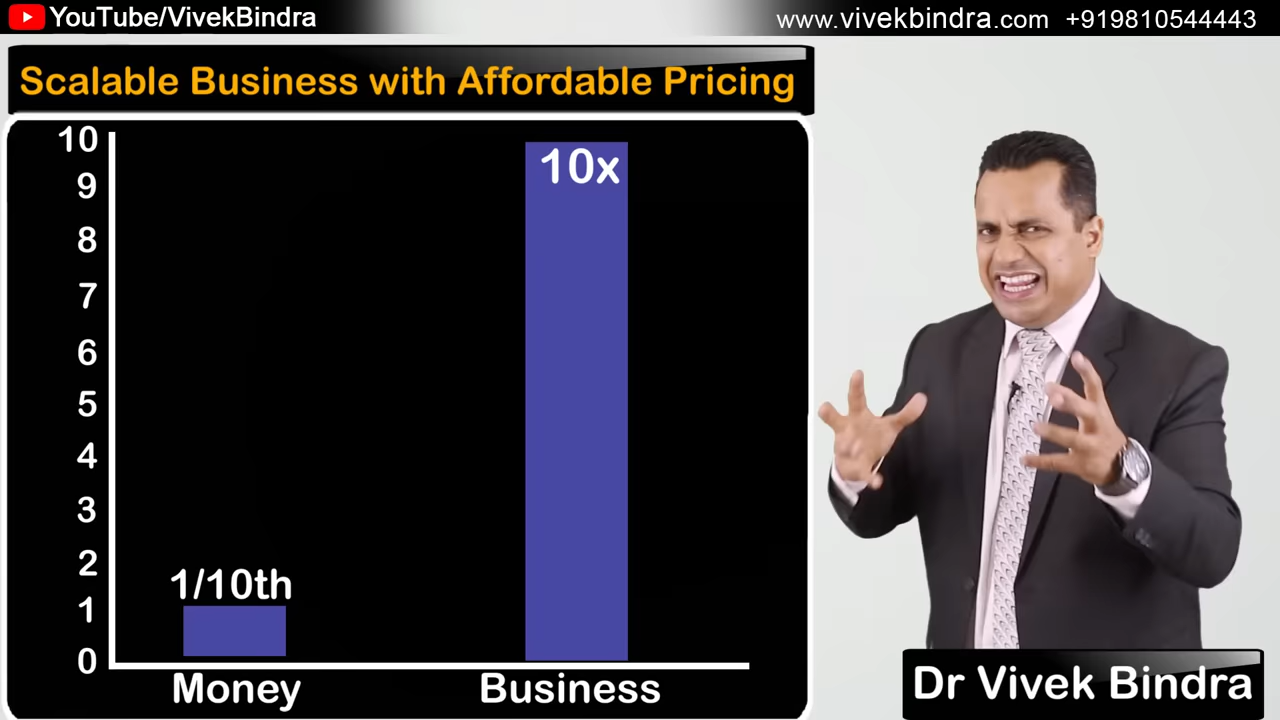 YouTube/VivekBindra
www.vivekbindra.com +919810544443
Scalable Business with Affordable Pricing
10
9
8
7
6
5
4
3
2
1
0
10x
1/10th
Money
Business
Dr Vivek Bindra